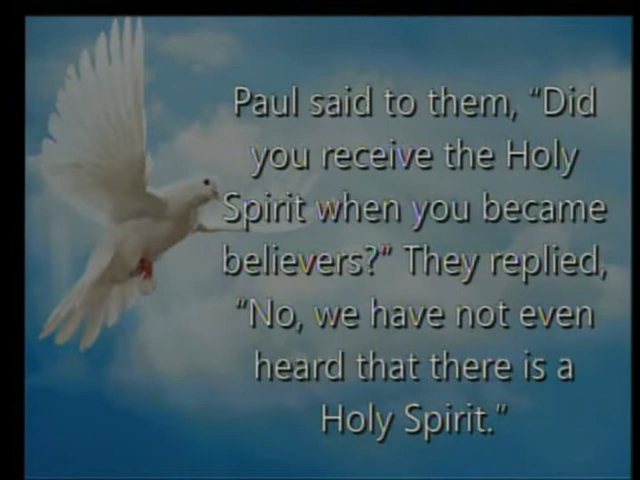 Paul said to them, "Did
you receive the Holy
Spirit when you became
believers?" They replied,
"No, we have not even
heard that there is a
Holy Spirit."